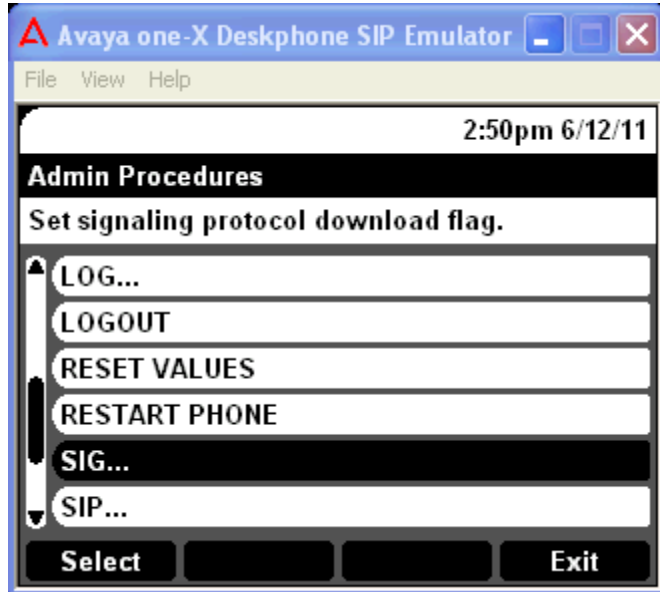 Avaya one-X Deskphone SIP Emulator
File View Help
2:50pm 6/12/11
Admin Procedures
Set signaling protocol download flag.
LOG...
LOGOUT
RESET VALUES
RESTART PHONE
SIG...
SIP...
Select Exit